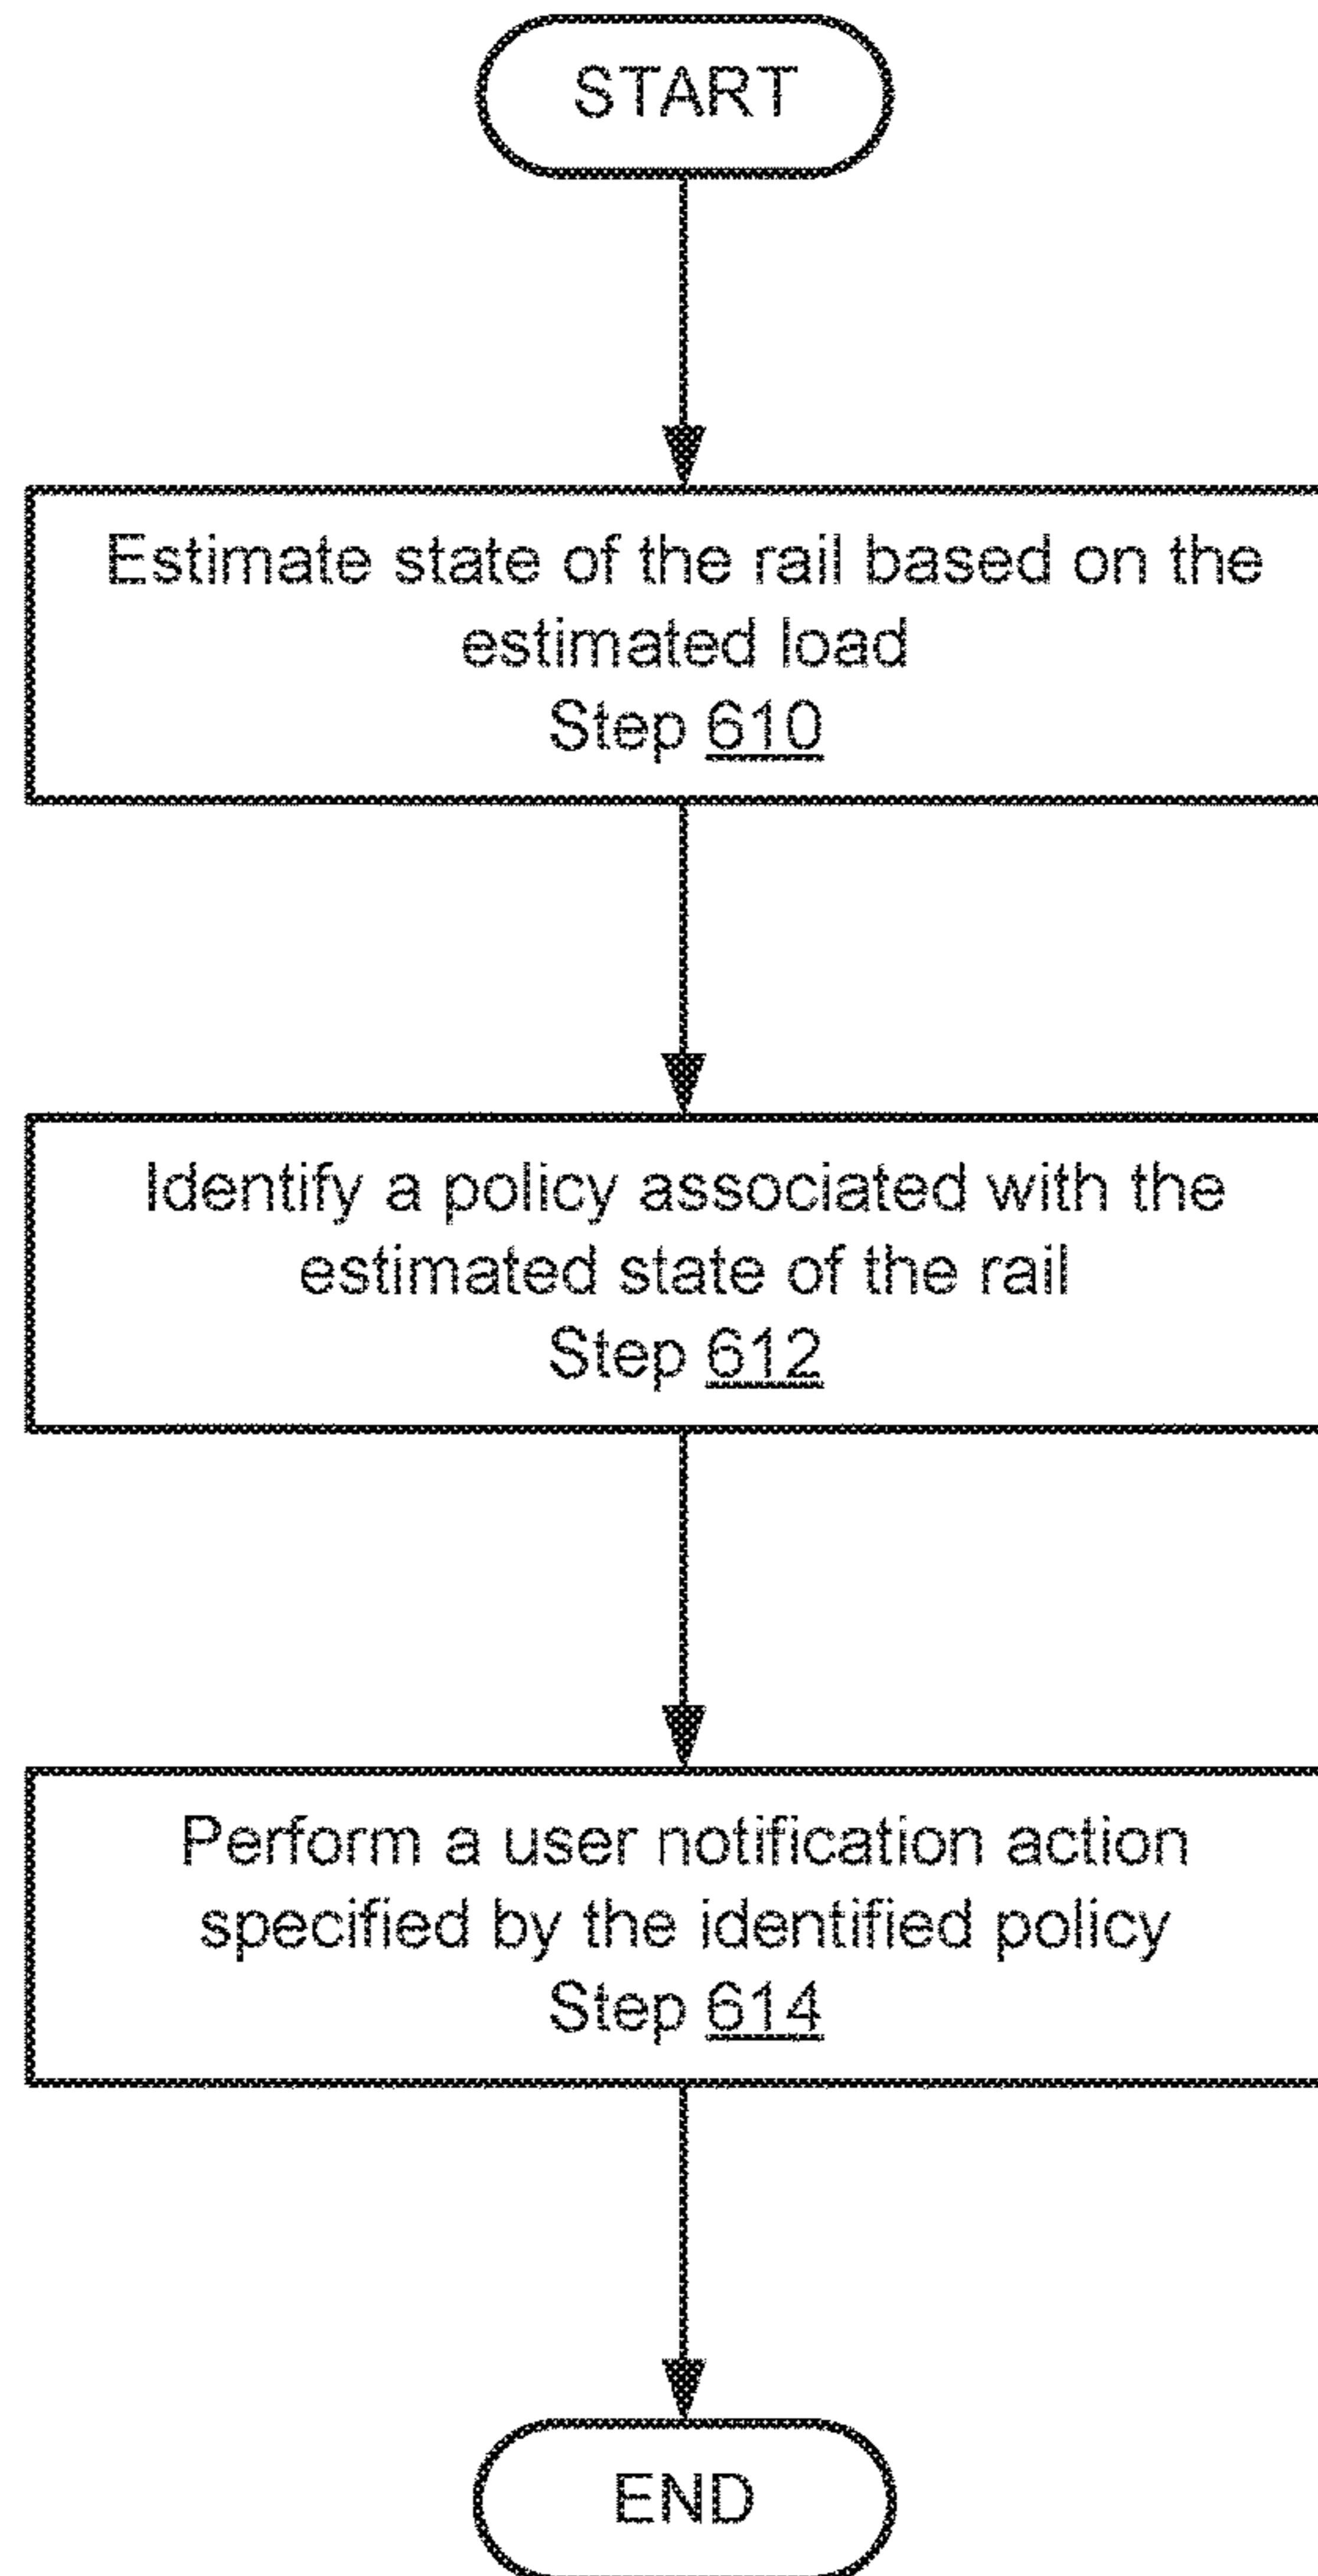 START
Estimate state of the rail based on the
estimated load
Step 610
Identify a policy associated with the
estimated state of the rail
Step 612
Perform a user notification action
specified by the identified policy
Step 614
END